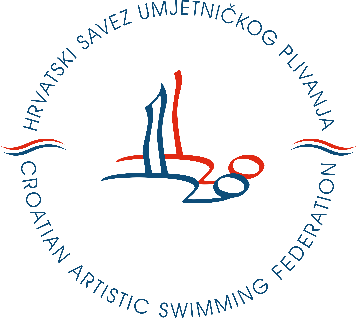 HRVATSKI SAVEZ UMJETNIČKOG PLIVANJA
CROATIAN ARTISTIC SWIMMING FEDERATION